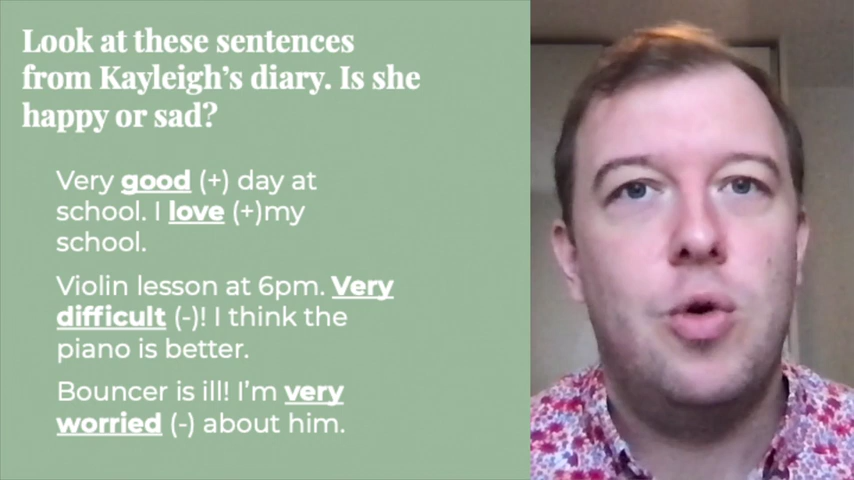 Look at these sentences
from Kayleigh’s diary. Is she
happy or sad?
Very good (+) day at
school. I love (+)my
school.
Violin lesson at 6pm. Very
difficult (-)! I think the
piano is better.
Bouncer is ill! I’m very
worried (-) about him.